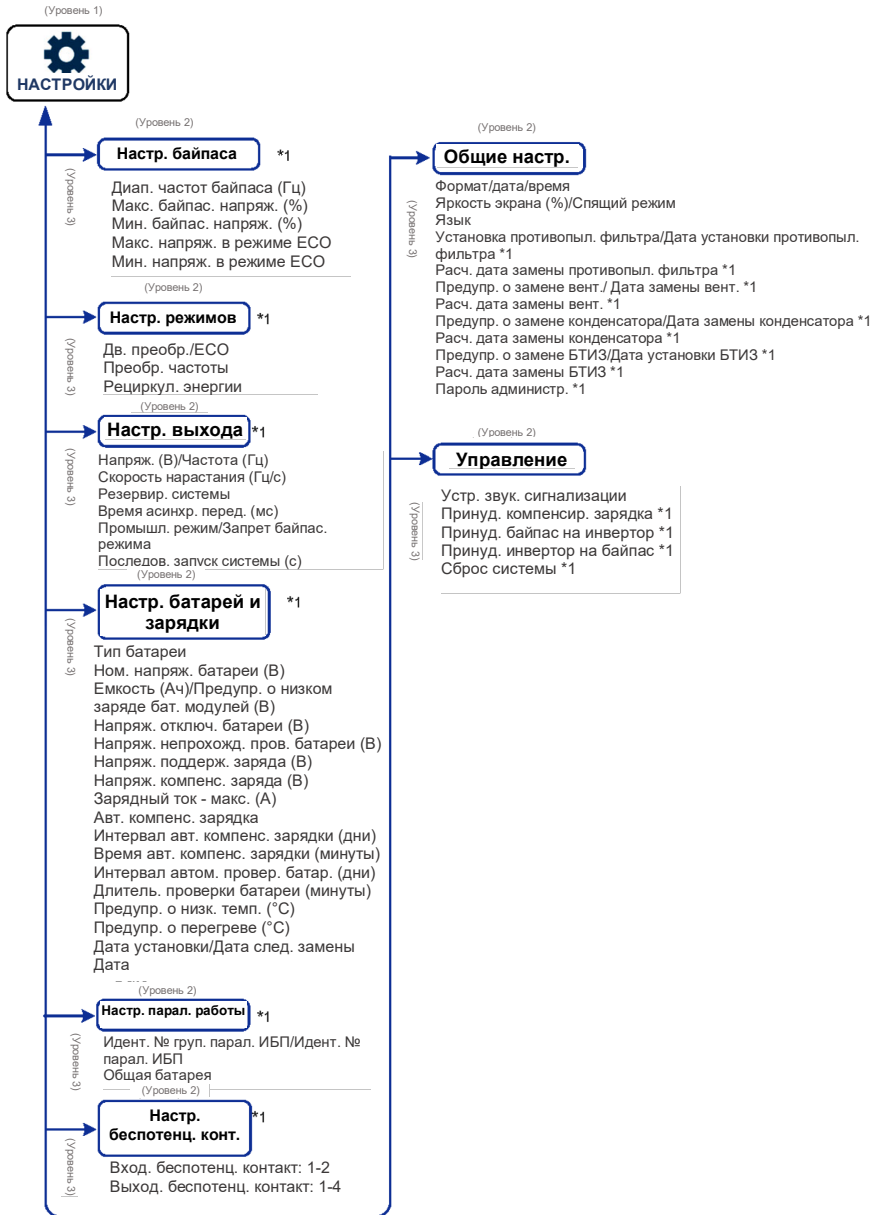 (Уровень 1)
НАСТРОЙКИ
(Уровень 2)
Настр. байпаса
*1
(Уровень 3)
Диап. частот байпаса (Гц)
Макс. байпас. напряж. (%)
Мин. байпас. напряж. (%)
Макс. напряж. в режиме ECO
Мин. напряж. в режиме ECO
(Уровень 2)
Настр. режимов
*1
(Уровень 3)
Дв. преобр./ECO
Преобр. частоты
Рециркул. энергии
(Уровень 2)
Настр. выхода
*1
(Уровень 3)
Напряж. (В)/Частота (Гц)
Скорость нарастания (Гц/с)
Резервир. системы
Время асинхр. перед. (мс)
Промышл. режим/Запрет байпас.
режима
Последов. запуск системы (с)
(Уровень 2)
Настр. батарей и
зарядки
*1
(Уровень 3)
Тип батареи
Ном. напряж. батареи (В)
Емкость (Ач)/Предупр. о низком
заряде бат. модулей (В)
Напряж. отключ. батареи (В)
Напряж. непрохожд. пров. батареи (В)
Напряж. поддерж. заряда (В)
Напряж. компенс. заряда (В)
Зарядный ток - макс. (А)
Авт. компенс. зарядка
Интервал авт. компенс. зарядки (дни)
Время авт. компенс. зарядки (минуты)
Интервал автом. провер. батар. (дни)
Длитель. проверки батареи (минуты)
Предупр. о низк. темп. (°C)
Предупр. о перегреве (°C)
Дата установки/Дата след. замены
Дата
(Уровень 2)
Настр. парал. работы
*1
(Уровень 3)
Идент. № груп. парал. ИБП/Идент. №
парал. ИБП
Общая батарея
(Уровень 2)
Настр.
беспотенц. конт.
*1
(Уровень 3)
Вход. беспотенц. контакт: 1-2
Выход. беспотенц. контакт: 1-4
(Уровень 2)
Общие настр.
(Уровень 3)
Формат/дата/время
Яркость экрана (%)/Спящий режим
Язык
Установка противопыл. фильтра/Дата установки противопыл.
фильтра *1
Расч. дата замены противопыл. фильтра *1
Предупр. о замене вент./ Дата замены вент. *1
Расч. дата замены вент. *1
Предупр. о замене конденсатора/Дата замены конденсатора *1
Расч. дата замены конденсатора *1
Предупр. о замене БТИЗ/Дата установки БТИЗ *1
Расч. дата замены БТИЗ *1
Пароль администр. *1
(Уровень 2)
Управление
(Уровень 3)
Устр. звук. сигнализации
Принуд. компенсир. зарядка *1
Принуд. байпас на инвертор *1
Принуд. инвертор на байпас *1
Сброс системы *1